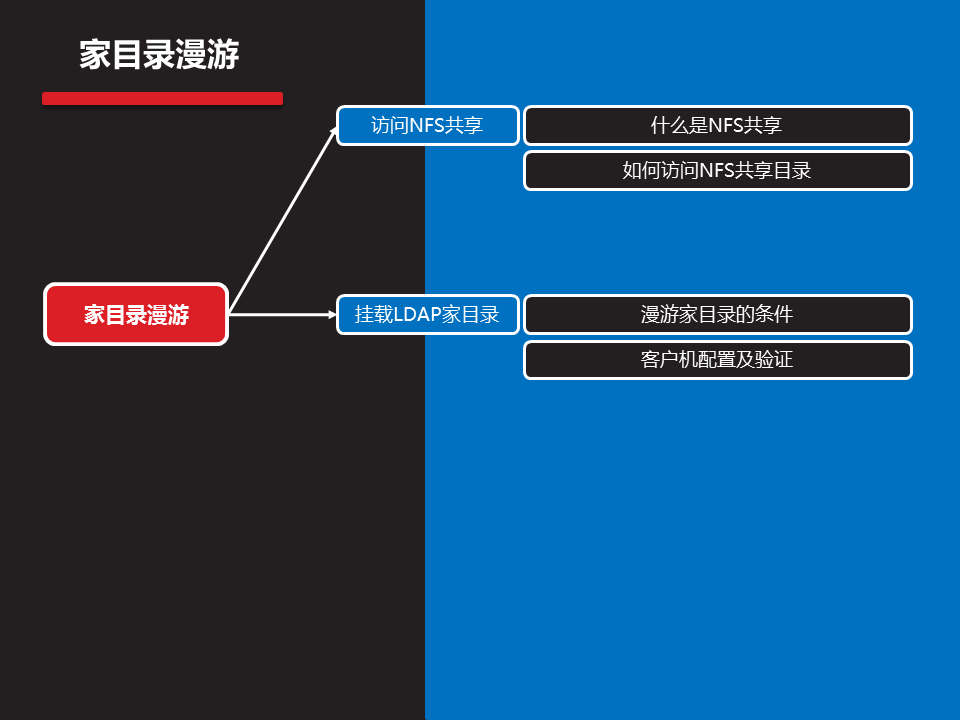 家目录漫游
访问NFS共享
什么是NFS共享
如何访问NFS共享目录
家目录漫游
挂载LDAP家目录
漫游家目录的条件
客户机配置及验证